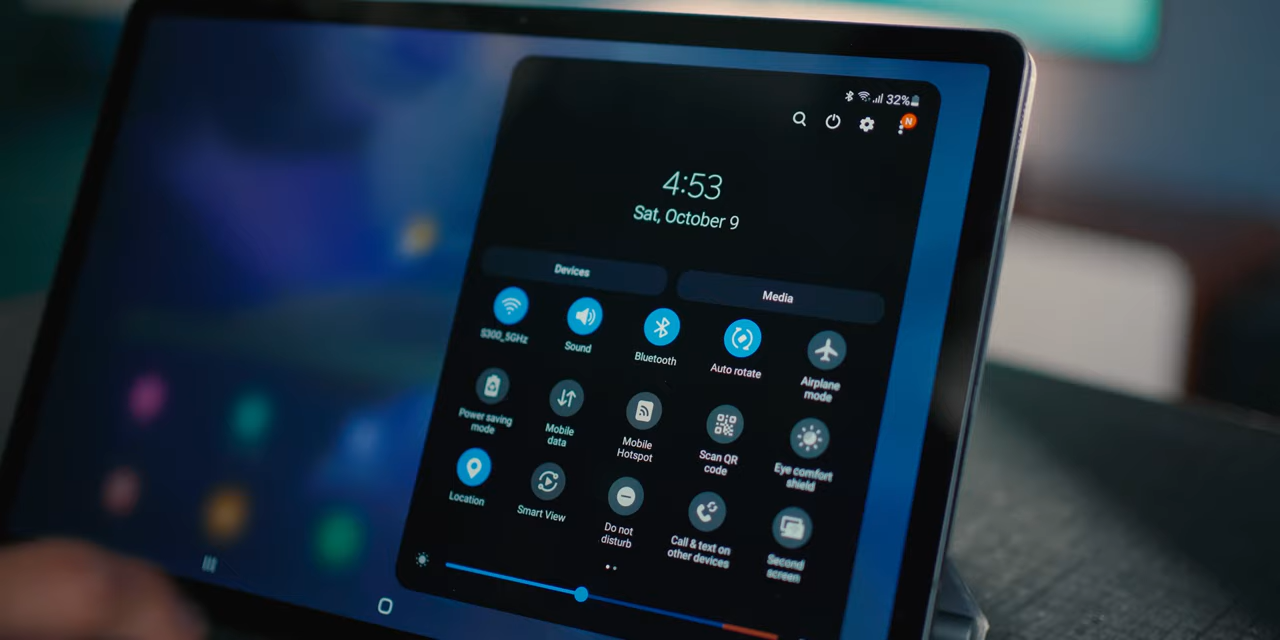 32%
N
4:53
Sat, October 9
Devices
Media
5300_5GHz
Sound
Bluetooth
Auto rotate
Airplane
mode
Power saving
mode
Mobile
data
Mobile
Hotspot
Scan QR
code
Eye comfort
shield
Location
Smart View
Do not
disturb
Call & text on
other devices
Second
screen